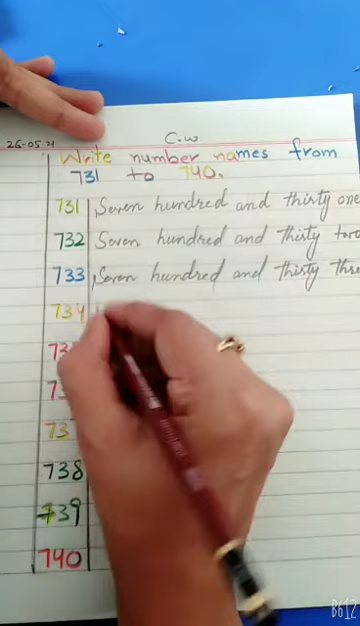 26-05-21
C.W
Write number names from
731 to 740.
731 Seven hundred and thirty one
732 Seven hundred and thirty two
733 Seven hundred and thirty three
734
738
739
740
B612